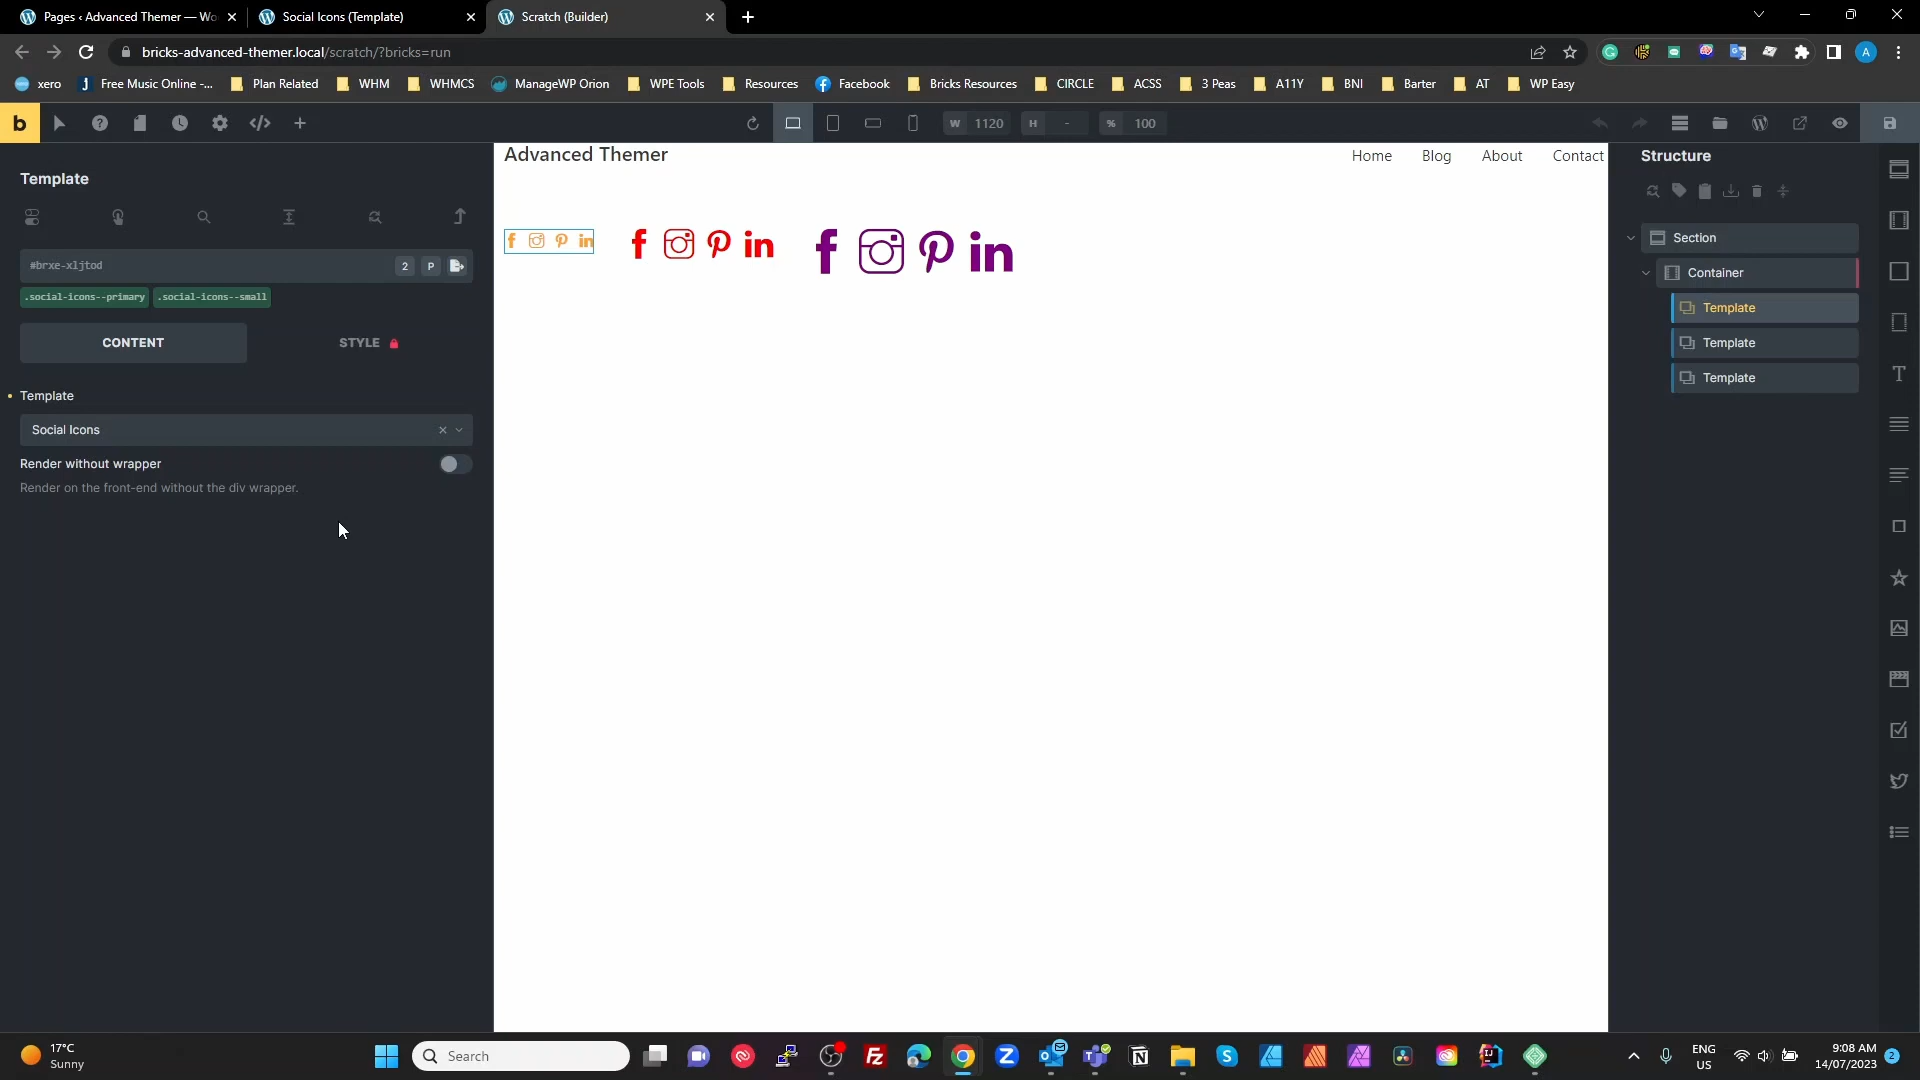 Pages ‹ Advanced Themer — Wo
Social Icons (Template)
Scratch (Builder)
bricks-advanced-themer.local/scratch/?bricks=run
xero
Free Music Online -...
Plan Related
WHM
WHMCS
ManageWP Orion
WPE Tools
Resources
Facebook
Bricks Resources
CIRCLE
ACSS
3 Peas
A11Y
BNI
Barter
AT
WP Easy
b
W 1120 H - % 100
Template
#brxe-xljtod
2 P
.social-icons--primary .social-icons--small
CONTENT STYLE
Template
Social Icons
Render without wrapper
Render on the front-end without the div wrapper.
Advanced Themer
Home Blog About Contact
Structure
Section
Container
Template
Template
Template
17°C
Sunny
Search
ENG
US
9:08 AM
14/07/2023
2